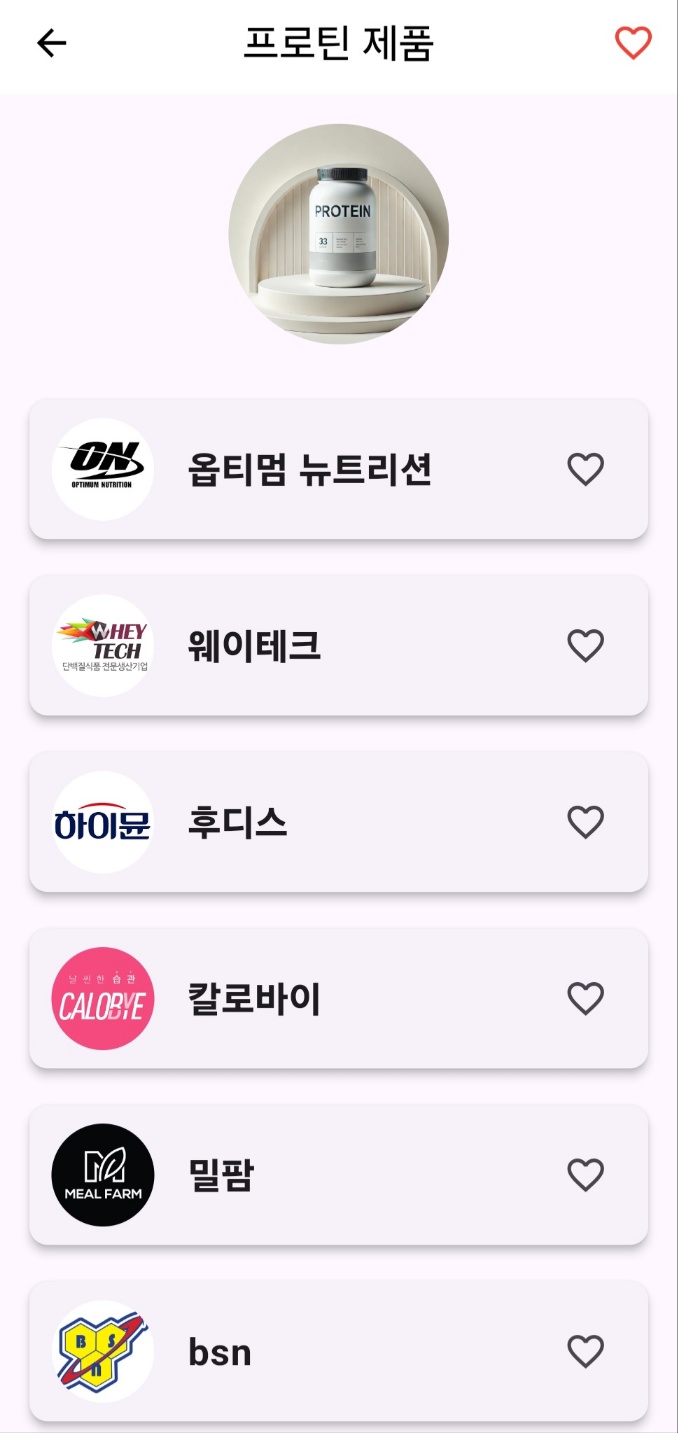 프로틴 제품
PROTEIN
33
ON
OPTIMUM NUTRITION
옵티멈 뉴트리션
WHEY
TECH
단백질식품 전문생산기업
웨이테크
하이뮨
후디스
날씬한 습관
CALOBYE
칼로바이
MEAL FARM
밀팜
B S
n
bsn